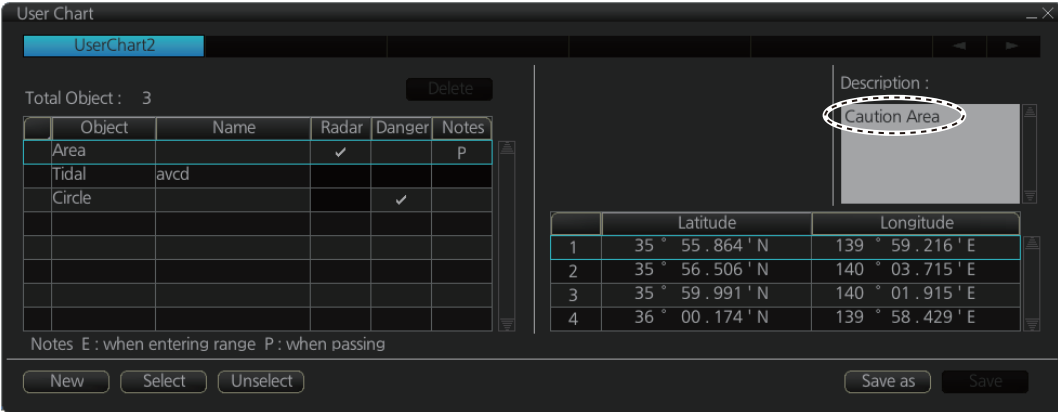 User Chart
UserChart2
Total Object : 3
Delete
Object Name Radar Danger Notes
Area ✓ P
Tidal avcd
Circle ✓
Notes E : when entering range P : when passing
Description :
Caution Area
Latitude Longitude
1 35 ° 55 . 864 ' N 139 ° 59 . 216 ' E
2 35 ° 56 . 506 ' N 140 ° 03 . 715 ' E
3 35 ° 59 . 991 ' N 140 ° 01 . 915 ' E
4 36 ° 00 . 174 ' N 139 ° 58 . 429 ' E
New Select Unselect Save as Save